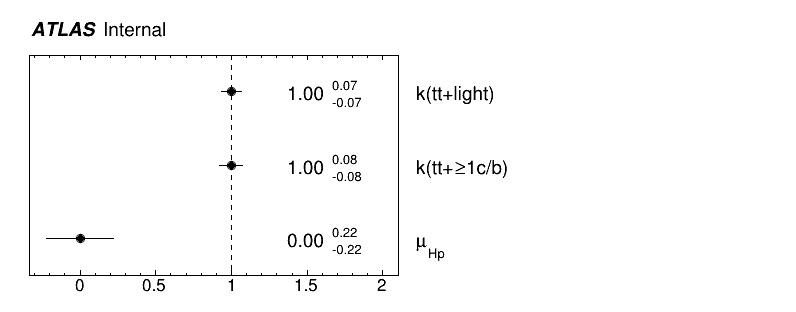 ATLAS Internal
1.00 0.07 -0.07 k(tt+light)
1.00 0.08 -0.08 k(tt+≥1c/b)
0.00 0.22 -0.22 μHp
0 0.5 1 1.5 2